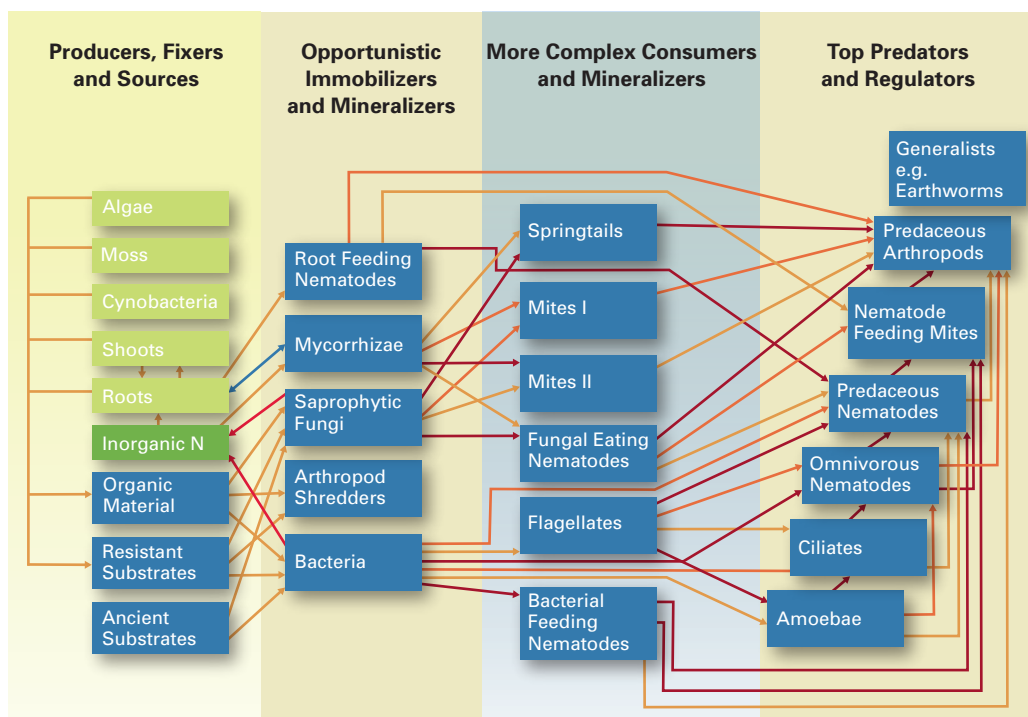 Producers, Fixers
and Sources
Opportunistic
Immobilizers
and Mineralizers
More Complex Consumers
and Mineralizers
Top Predators
and Regulators
Algae
Moss
Cynobacteria
Shoots
Roots
Inorganic N
Organic
Material
Resistant
Substrates
Ancient
Substrates
Root Feeding
Nematodes
Mycorrhizae
Saprophytic
Fungi
Arthropod
Shredders
Bacteria
Springtails
Mites I
Mites II
Fungal Eating
Nematodes
Flagellates
Bacterial
Feeding
Nematodes
Generalists
e.g.
Earthworms
Predaceous
Arthropods
Nematode
Feeding Mites
Predaceous
Nematodes
Omnivorous
Nematodes
Ciliates
Amoebae